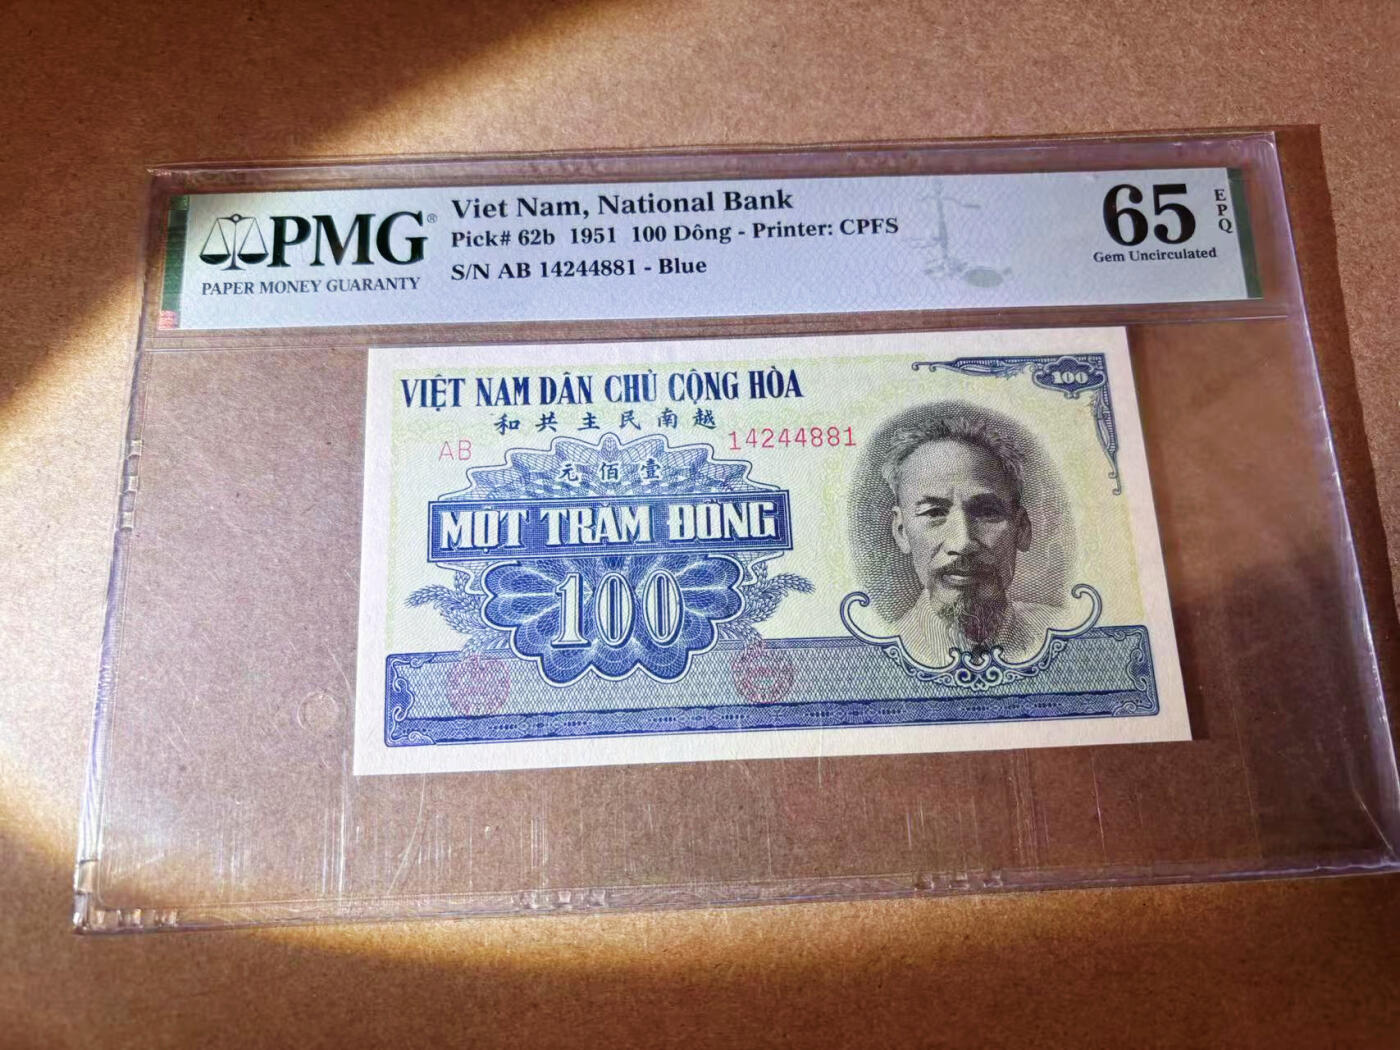 PMG®
PAPER MONEY GUARANTY
Viet Nam, National Bank
Pick# 62b 1951 100 Dông - Printer: CPFS
S/N AB 14244881 - Blue
65
EPQ
Gem Uncirculated
VIỆT NAM DÂN CHỦ CỘNG HÒA
和共主民南越
100
AB 14244881
元佰壹
MỘT TRĂM ĐỒNG
100